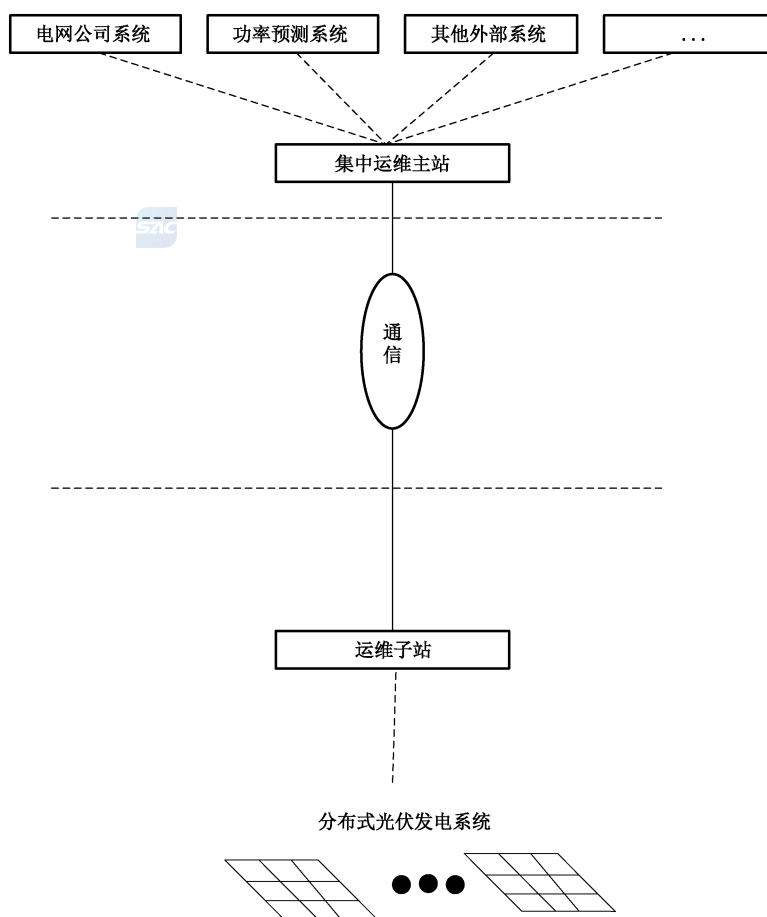 电网公司系统
功率预测系统
其他外部系统
...
集中运维主站
SAC
通
信
运维子站
分布式光伏发电系统